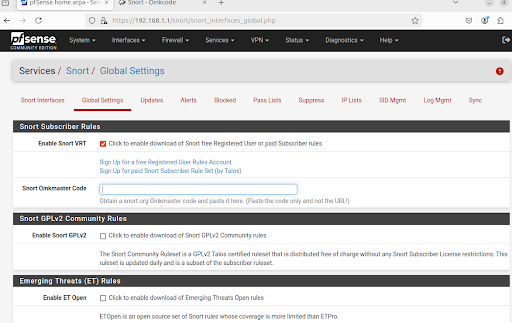 pfSense.home.arpa - Serv
Snort - Oinkcode
https://192.168.1.1/snort/snort_interfaces_global.php
pfsense
COMMUNITY EDITION
System
Interfaces
Firewall
Services
VPN
Status
Diagnostics
Help
Services / Snort / Global Settings
?
Snort Interfaces
Global Settings
Updates
Alerts
Blocked
Pass Lists
Suppress
IP Lists
SID Mgmt
Log Mgmt
Sync
Snort Subscriber Rules
Enable Snort VRT
Click to enable download of Snort free Registered User or paid Subscriber rules
Sign Up for a free Registered User Rules Account
Sign Up for paid Snort Subscriber Rule Set (by Talos)
Snort Oinkmaster Code
Obtain a snort.org Oinkmaster code and paste it here. (Paste the code only and not the URL!)
Snort GPLv2 Community Rules
Enable Snort GPLv2
Click to enable download of Snort GPLv2 Community rules
The Snort Community Ruleset is a GPLv2 Talos certified ruleset that is distributed free of charge without any Snort Subscriber License restrictions. This
ruleset is updated daily and is a subset of the subscriber ruleset.
Emerging Threats (ET) Rules
Enable ET Open
Click to enable download of Emerging Threats Open rules
ETOpen is an open source set of Snort rules whose coverage is more limited than ETPro.